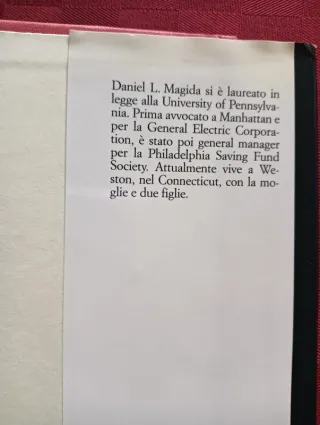 Daniel L. Magida si è laureato in
legge alla University of Pennsylva-
nia. Prima avvocato a Manhattan e
per la General Electric Corpora-
tion, è stato poi general manager
per la Philadelphia Saving Fund
Society. Attualmente vive a We-
ston, nel Connecticut, con la mo-
glie e due figlie.